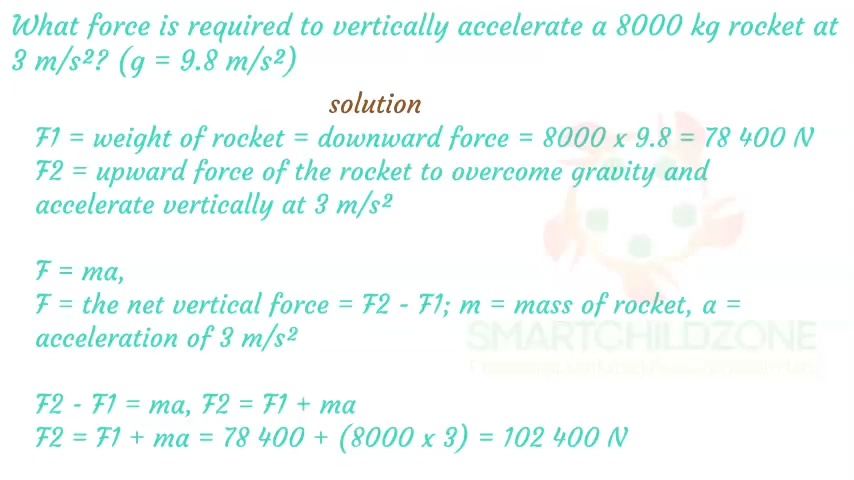 What force is required to vertically accelerate a 8000 kg rocket at
3 m/s²? (g = 9.8 m/s²)
solution
F1 = weight of rocket = downward force = 8000 x 9.8 = 78 400 N
F2 = upward force of the rocket to overcome gravity and
accelerate vertically at 3 m/s²
F = ma,
F = the net vertical force = F2 - F1; m = mass of rocket, a =
SMARTCHILDZONE
acceleration of 3 m/s²
F2 - F1 = ma, F2 = F1 + ma
F2 = F1 + ma = 78 400 + (8000 x 3) = 102 400 N